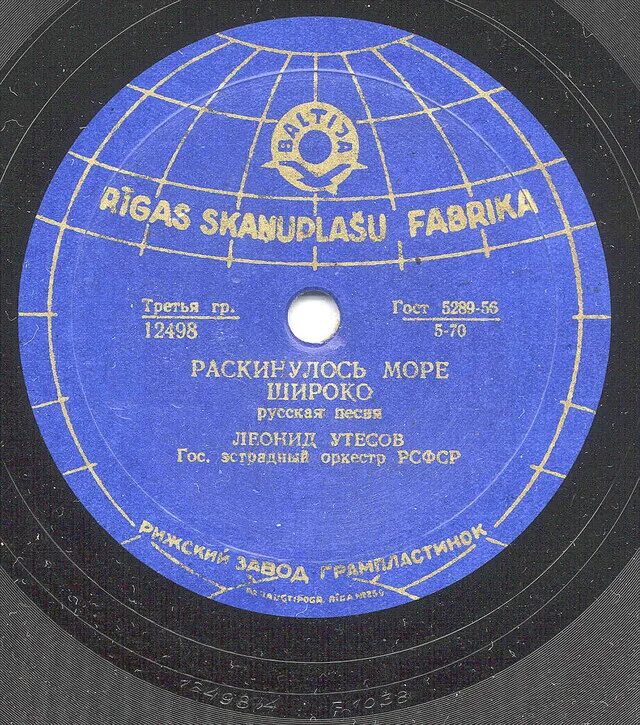 BALTIJA
RĪGAS SKAŅUPLAŠU FABRIKA
Третья гр.
12498
Гост 5289-56
5-70
РАСКИНУЛОСЬ МОРЕ
ШИРОКО
русская песня
ЛЕОНИД УТЕСОВ
Гос. эстрадный оркестр РСФСР
РИЖСКИЙ ЗАВОД ГРАМПЛАСТИНОК
RĪGA